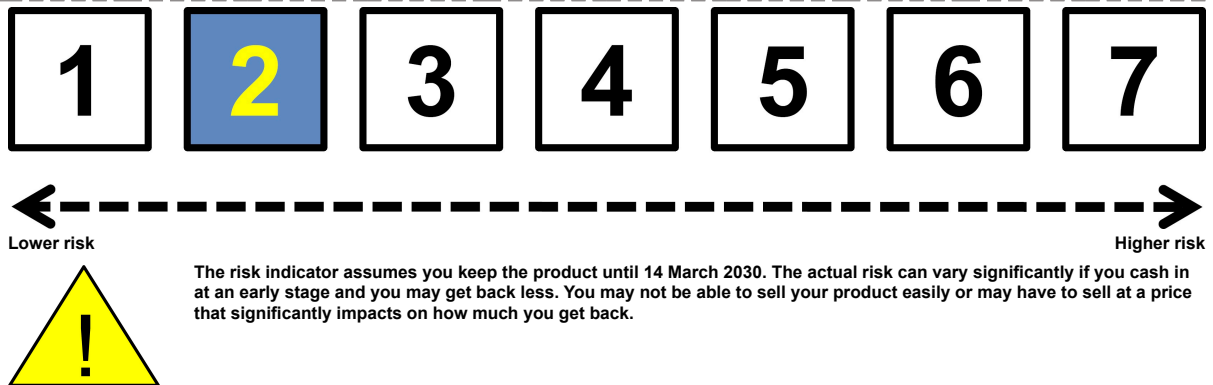 1 2 3 4 5 6 7
Lower risk Higher risk
The risk indicator assumes you keep the product until 14 March 2030. The actual risk can vary significantly if you cash in
at an early stage and you may get back less. You may not be able to sell your product easily or may have to sell at a price
that significantly impacts on how much you get back.
!